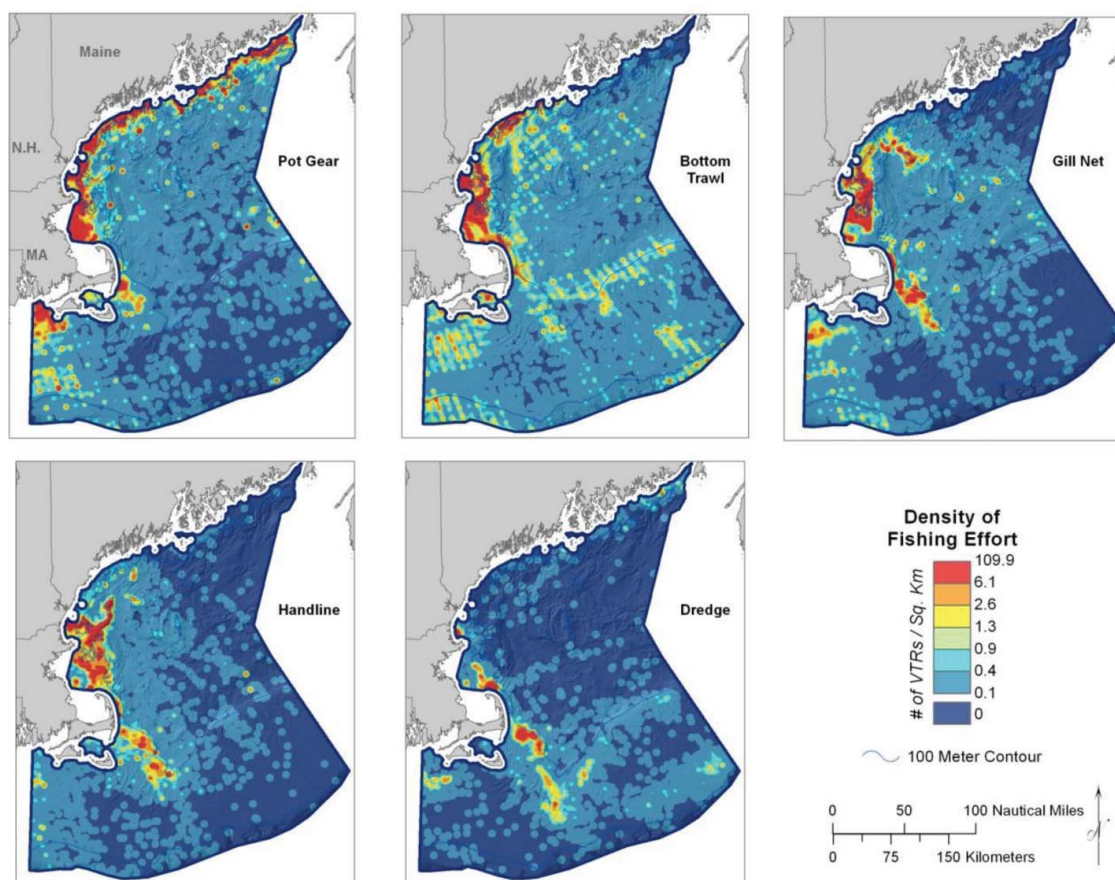 Maine
N.H.
MA
Pot Gear
Bottom
Trawl
Gill Net
Handline
Dredge
Density of
Fishing Effort
# of VTRs / Sq. Km
109.9
6.1
2.6
1.3
0.9
0.4
0.1
0
100 Meter Contour
0 50 100 Nautical Miles
0 75 150 Kilometers